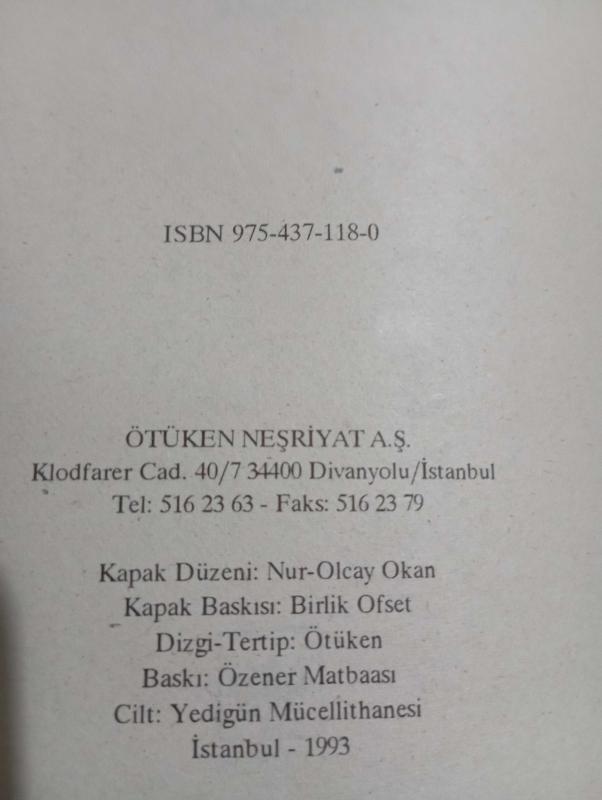 ISBN 975-437-118-0
ÖTÜKEN NEŞRİYAT A.Ş.
Klodfarer Cad. 40/7 34400 Divanyolu/İstanbul
Tel: 516 23 63 - Faks: 516 23 79
Kapak Düzeni: Nur-Olcay Okan
Kapak Baskısı: Birlik Ofset
Dizgi-Tertip: Ötüken
Baskı: Özener Matbaası
Cilt: Yedigün Mücellithanesi
İstanbul - 1993